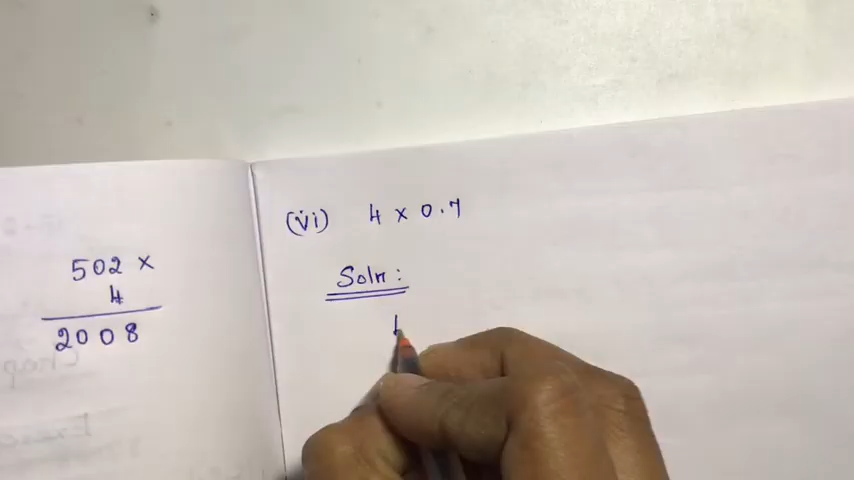 502 ×
4
2008
(vi) 4 × 0.7
Soln: